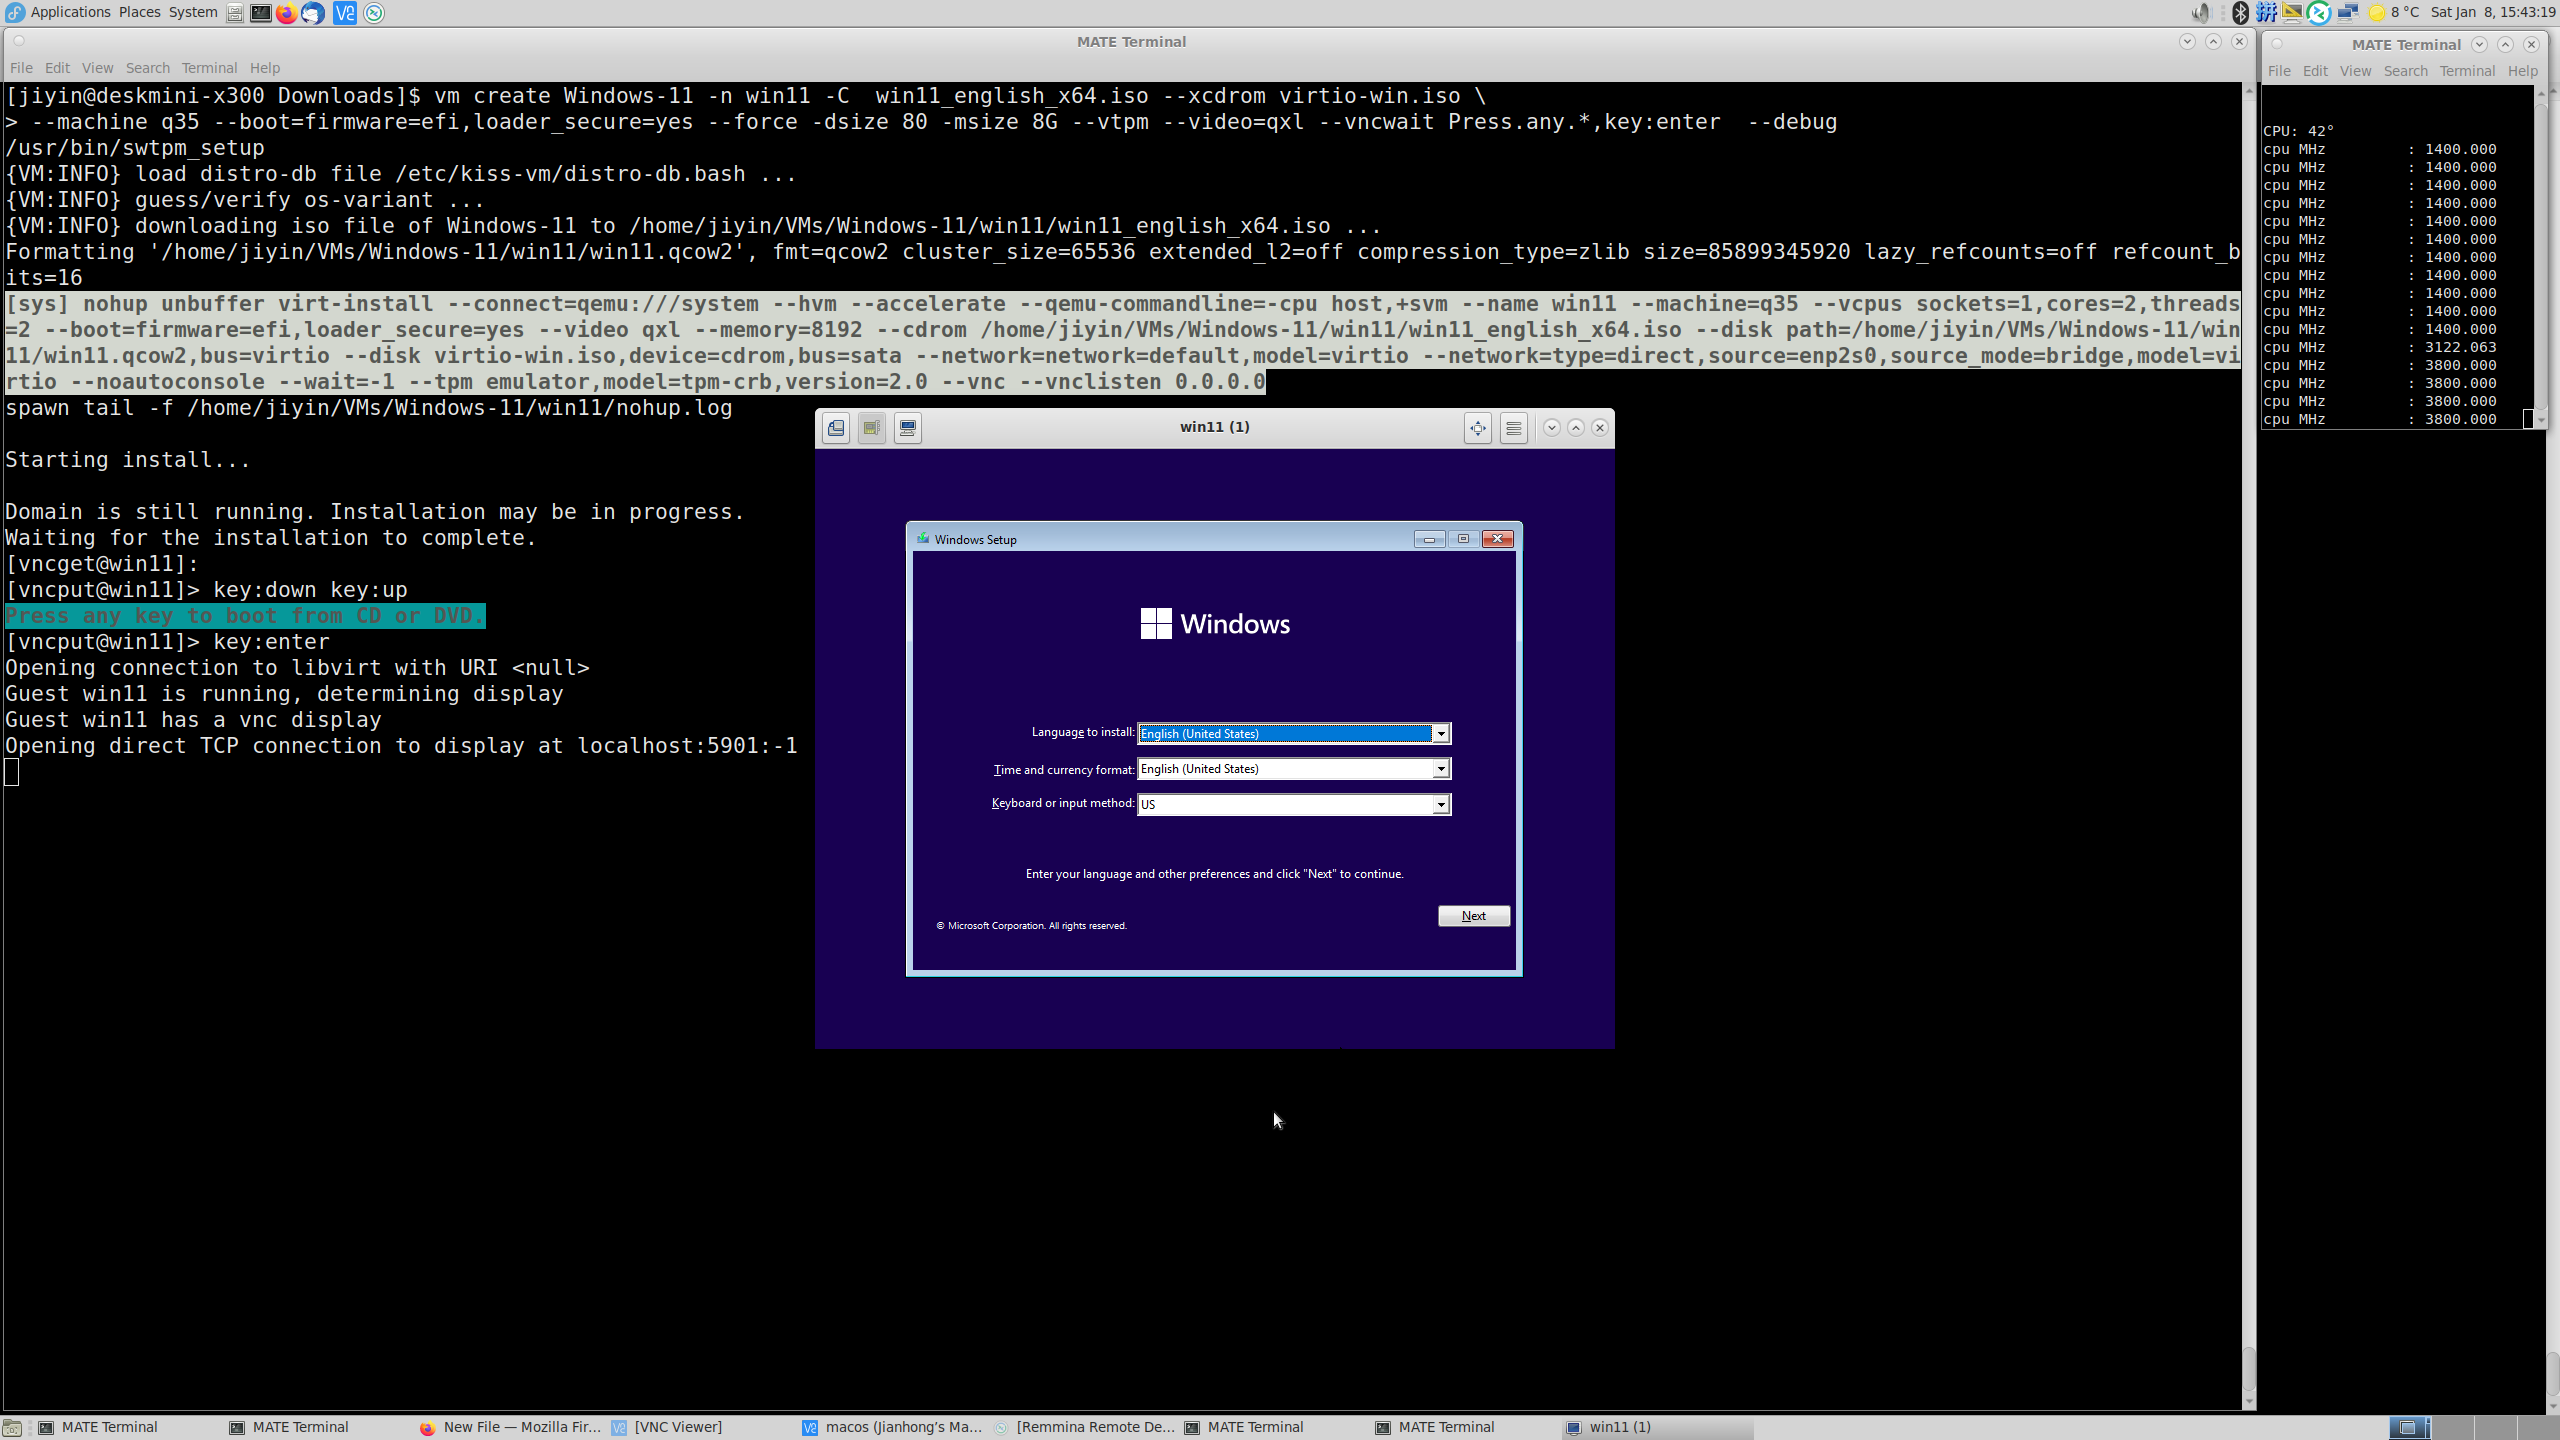 Applications Places System
8 °C Sat Jan 8, 15:43:19
MATE Terminal
File Edit View Search Terminal Help
[jiyin@deskmini-x300 Downloads]$ vm create Windows-11 -n win11 -C  win11_english_x64.iso --xcdrom virtio-win.iso \
> --machine q35 --boot=firmware=efi,loader_secure=yes --force -dsize 80 -msize 8G --vtpm --video=qxl --vncwait Press.any.*,key:enter  --debug
/usr/bin/swtpm_setup
{VM:INFO} load distro-db file /etc/kiss-vm/distro-db.bash ...
{VM:INFO} guess/verify os-variant ...
{VM:INFO} downloading iso file of Windows-11 to /home/jiyin/VMs/Windows-11/win11/win11_english_x64.iso ...
Formatting '/home/jiyin/VMs/Windows-11/win11/win11.qcow2', fmt=qcow2 cluster_size=65536 extended_l2=off compression_type=zlib size=85899345920 lazy_refcounts=off refcount_b
its=16
[sys] nohup unbuffer virt-install --connect=qemu:///system --hvm --accelerate --qemu-commandline=-cpu host,+svm --name win11 --machine=q35 --vcpus sockets=1,cores=2,threads
=2 --boot=firmware=efi,loader_secure=yes --video qxl --memory=8192 --cdrom /home/jiyin/VMs/Windows-11/win11/win11_english_x64.iso --disk path=/home/jiyin/VMs/Windows-11/win
11/win11.qcow2,bus=virtio --disk virtio-win.iso,device=cdrom,bus=sata --network=network=default,model=virtio --network=type=direct,source=enp2s0,source_mode=bridge,model=vi
rtio --noautoconsole --wait=-1 --tpm emulator,model=tpm-crb,version=2.0 --vnc --vnclisten 0.0.0.0
spawn tail -f /home/jiyin/VMs/Windows-11/win11/nohup.log
Starting install...
Domain is still running. Installation may be in progress.
Waiting for the installation to complete.
[vncget@win11]:
[vncput@win11]> key:down key:up
Press any key to boot from CD or DVD.
[vncput@win11]> key:enter
Opening connection to libvirt with URI <null>
Guest win11 is running, determining display
Guest win11 has a vnc display
Opening direct TCP connection to display at localhost:5901:-1
win11 (1)
Windows Setup
Windows
Language to install: English (United States)
Time and currency format: English (United States)
Keyboard or input method: US
Enter your language and other preferences and click "Next" to continue.
© Microsoft Corporation. All rights reserved.
Next
MATE Terminal
File Edit View Search Terminal Help
CPU: 42°
cpu MHz : 1400.000
cpu MHz : 1400.000
cpu MHz : 1400.000
cpu MHz : 1400.000
cpu MHz : 1400.000
cpu MHz : 1400.000
cpu MHz : 1400.000
cpu MHz : 1400.000
cpu MHz : 1400.000
cpu MHz : 1400.000
cpu MHz : 1400.000
cpu MHz : 3122.063
cpu MHz : 3800.000
cpu MHz : 3800.000
cpu MHz : 3800.000
cpu MHz : 3800.000
MATE Terminal
MATE Terminal
New File — Mozilla Fir...
[VNC Viewer]
macos (Jianhong's Ma...
[Remmina Remote De...
MATE Terminal
MATE Terminal
win11 (1)